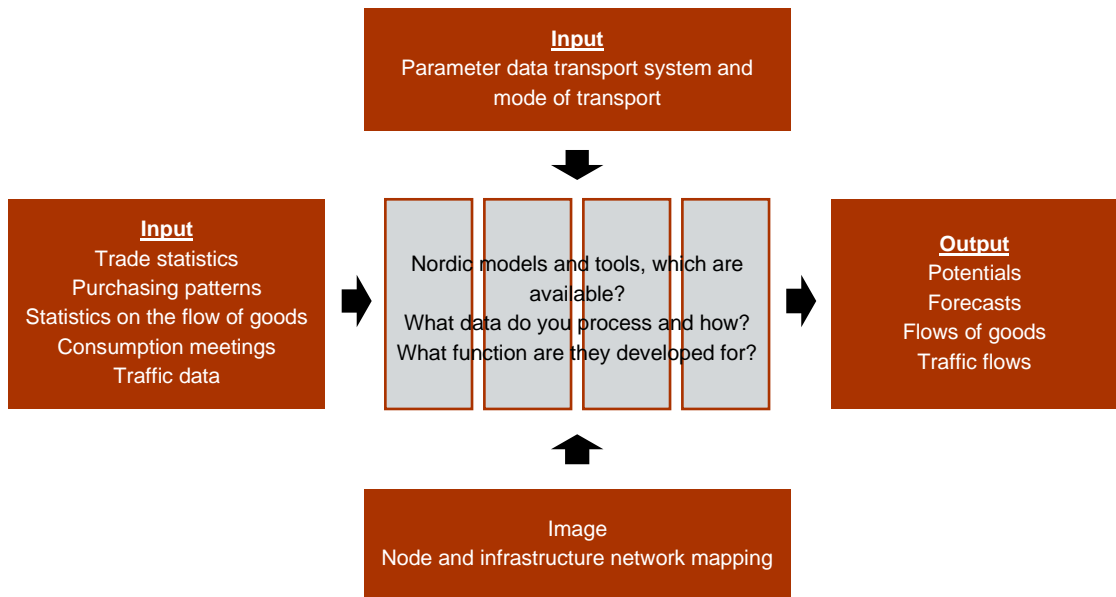 Input
Parameter data transport system and
mode of transport
Input
Trade statistics
Purchasing patterns
Statistics on the flow of goods
Consumption meetings
Traffic data
Nordic models and tools, which are
available?
What data do you process and how?
What function are they developed for?
Output
Potentials
Forecasts
Flows of goods
Traffic flows
Image
Node and infrastructure network mapping